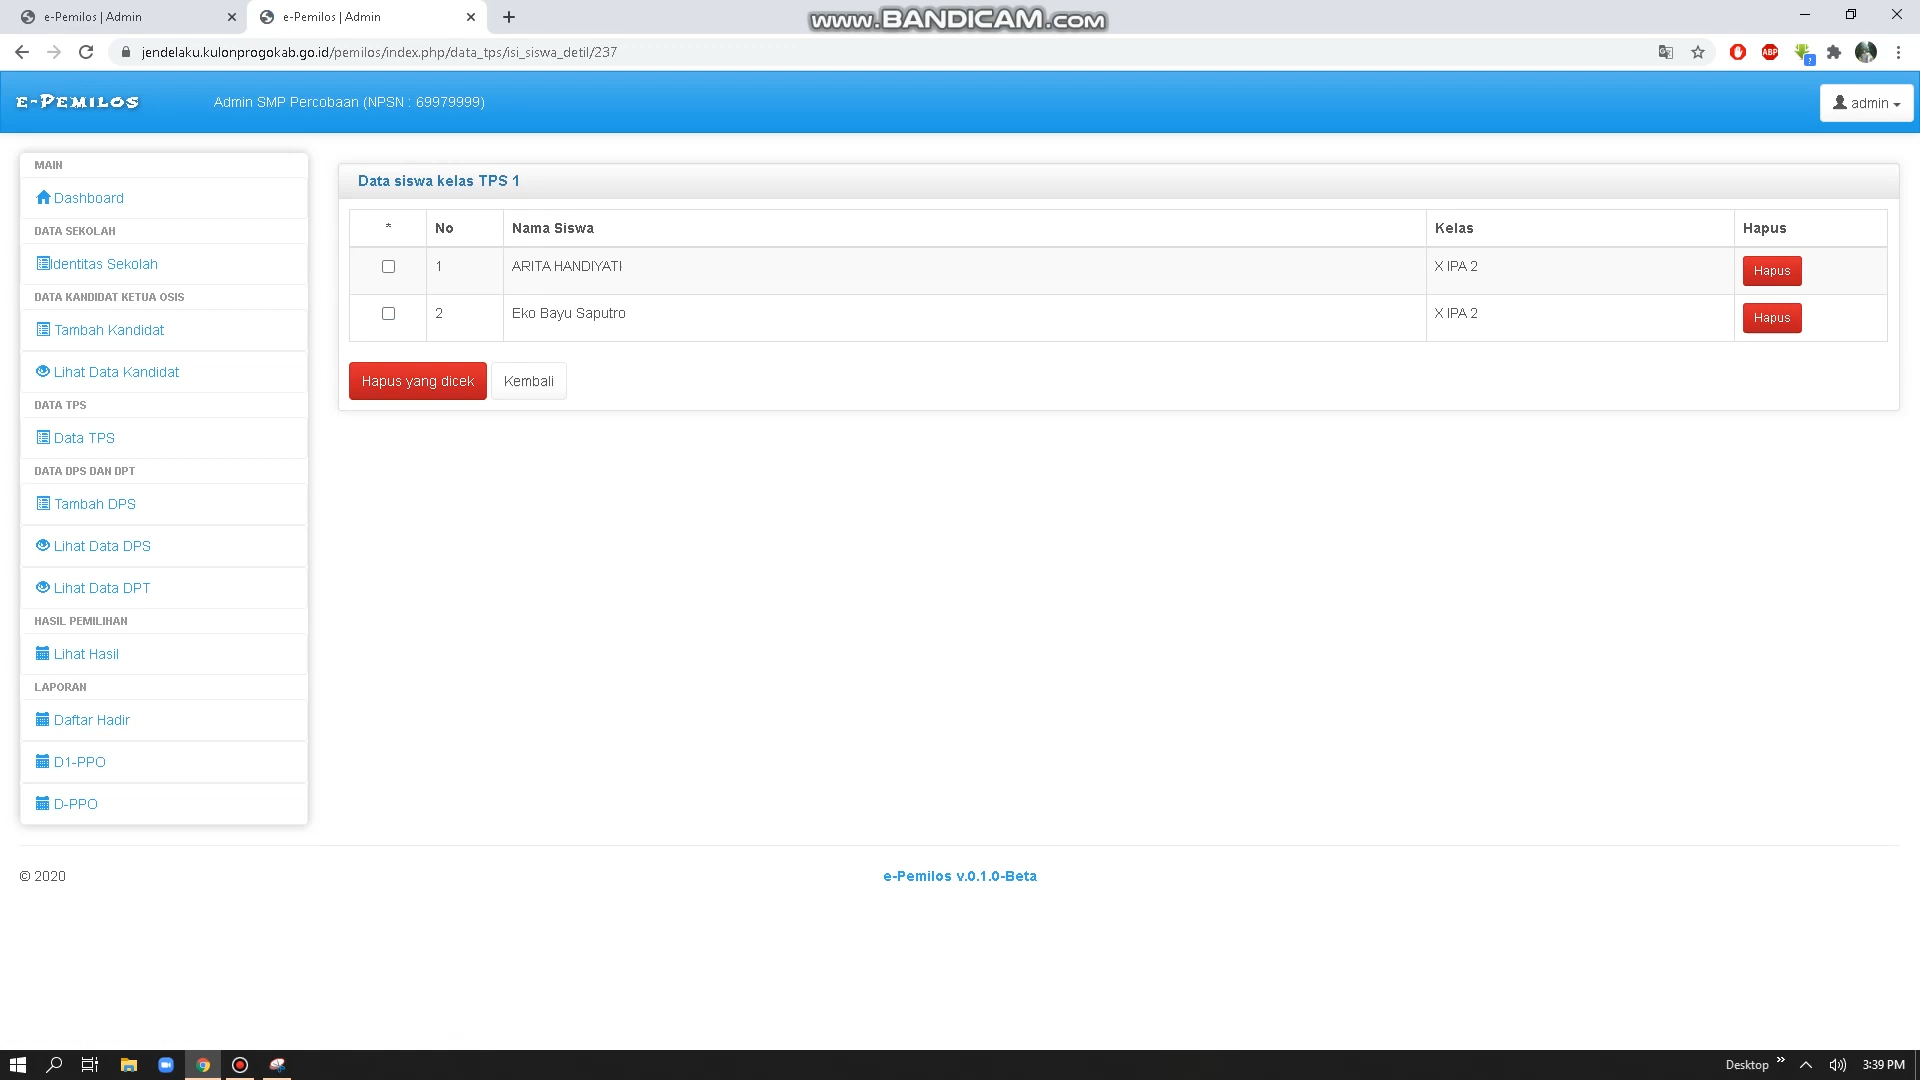 e-Pemilos | Admin
e-Pemilos | Admin
www.BANDICAM.com
jendelaku.kulonprogokab.go.id/pemilos/index.php/data_tps/isi_siswa_detil/237
ABP
?
e-Pemilos
Admin SMP Percobaan (NPSN : 69979999)
admin
MAIN
Dashboard
DATA SEKOLAH
Identitas Sekolah
DATA KANDIDAT KETUA OSIS
Tambah Kandidat
Lihat Data Kandidat
DATA TPS
Data TPS
DATA DPS DAN DPT
Tambah DPS
Lihat Data DPS
Lihat Data DPT
HASIL PEMILIHAN
Lihat Hasil
LAPORAN
Daftar Hadir
D1-PPO
D-PPO
Data siswa kelas TPS 1
* No Nama Siswa Kelas Hapus
1 ARITA HANDIYATI X IPA 2 Hapus
2 Eko Bayu Saputro X IPA 2 Hapus
Hapus yang dicek Kembali
© 2020
e-Pemilos v.0.1.0-Beta
Desktop
3:39 PM